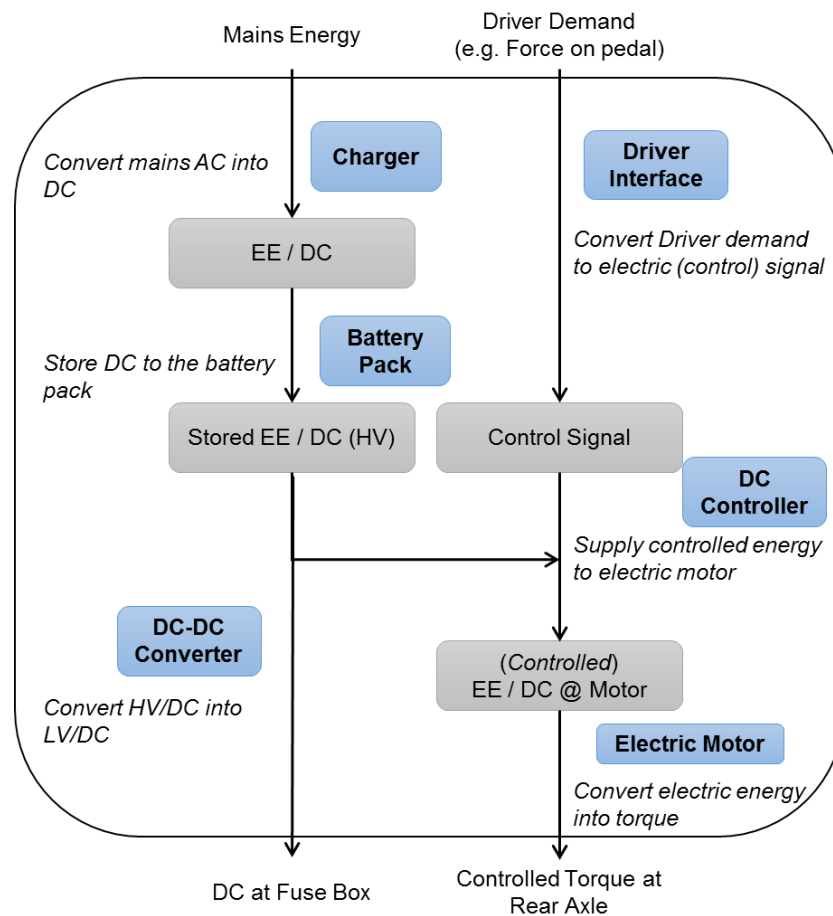 Mains Energy
Driver Demand
(e.g. Force on pedal)
Convert mains AC into
DC
Charger
Driver
Interface
EE / DC
Convert Driver demand
to electric (control) signal
Store DC to the battery
pack
Battery
Pack
Stored EE / DC (HV)
Control Signal
DC
Controller
Supply controlled energy
to electric motor
DC-DC
Converter
(Controlled)
EE / DC @ Motor
Convert HV/DC into
LV/DC
Electric Motor
Convert electric energy
into torque
DC at Fuse Box
Controlled Torque at
Rear Axle